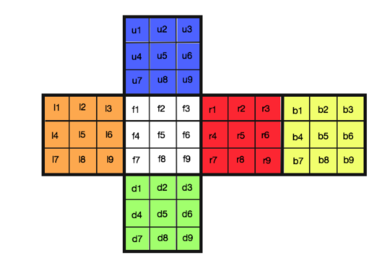 u1 u2 u3
u4 u5 u6
u7 u8 u9
l1 l2 l3 f1 f2 f3 r1 r2 r3 b1 b2 b3
l4 l5 l6 f4 f5 f6 r4 r5 r6 b4 b5 b6
l7 l8 l9 f7 f8 f9 r7 r8 r9 b7 b8 b9
d1 d2 d3
d4 d5 d6
d7 d8 d9